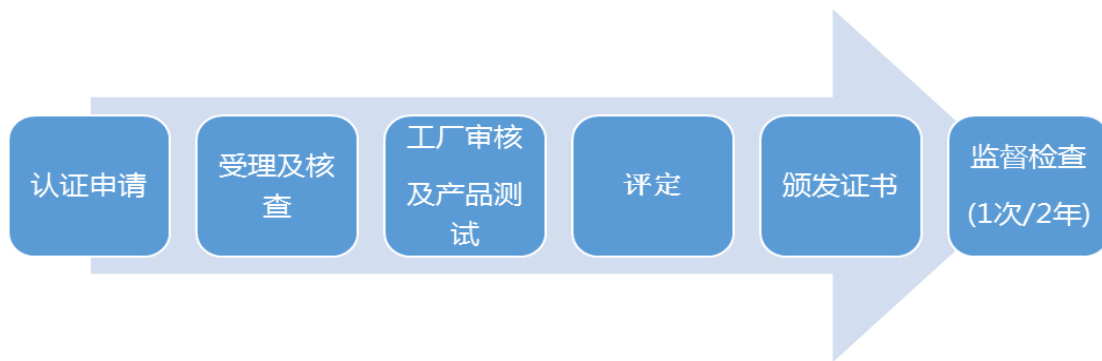 认证申请
受理及核
查
工厂审核
及产品测
试
评定
颁发证书
监督检查
(1次/2年)